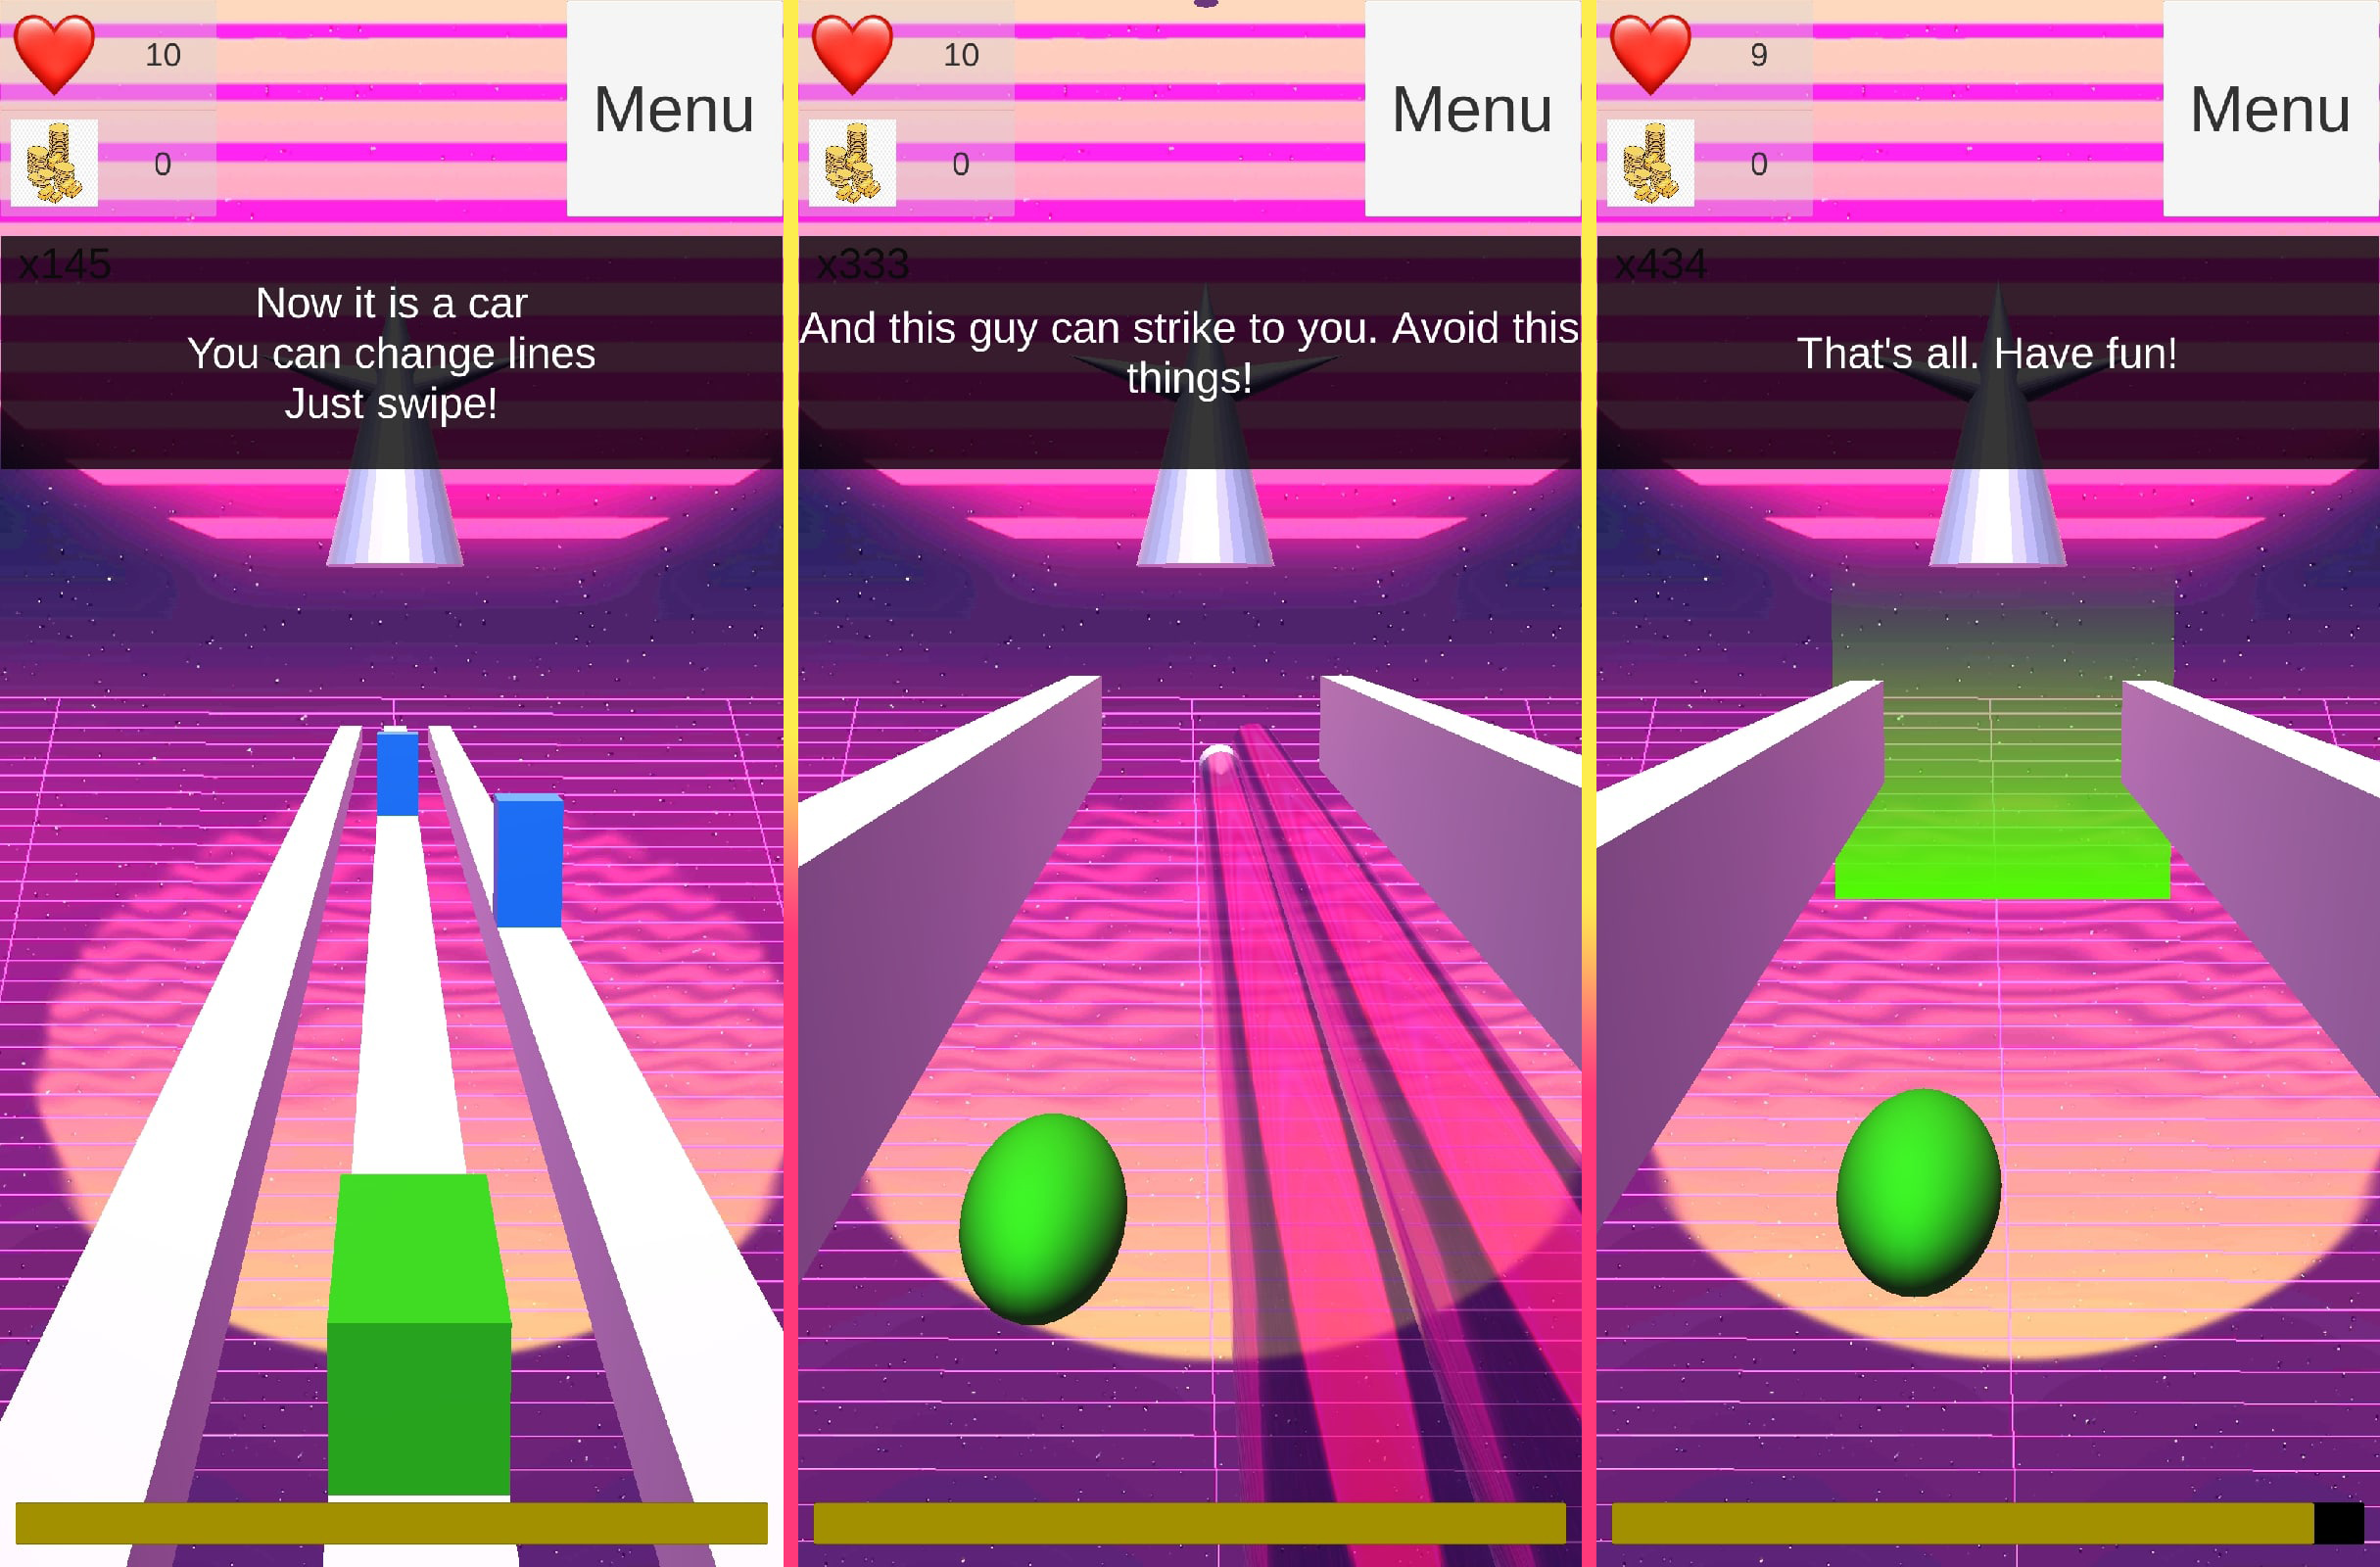 10
Menu
0
x145
Now it is a car
You can change lines
Just swipe!
10
Menu
0
x333
And this guy can strike to you. Avoid this
things!
9
Menu
0
x434
That's all. Have fun!